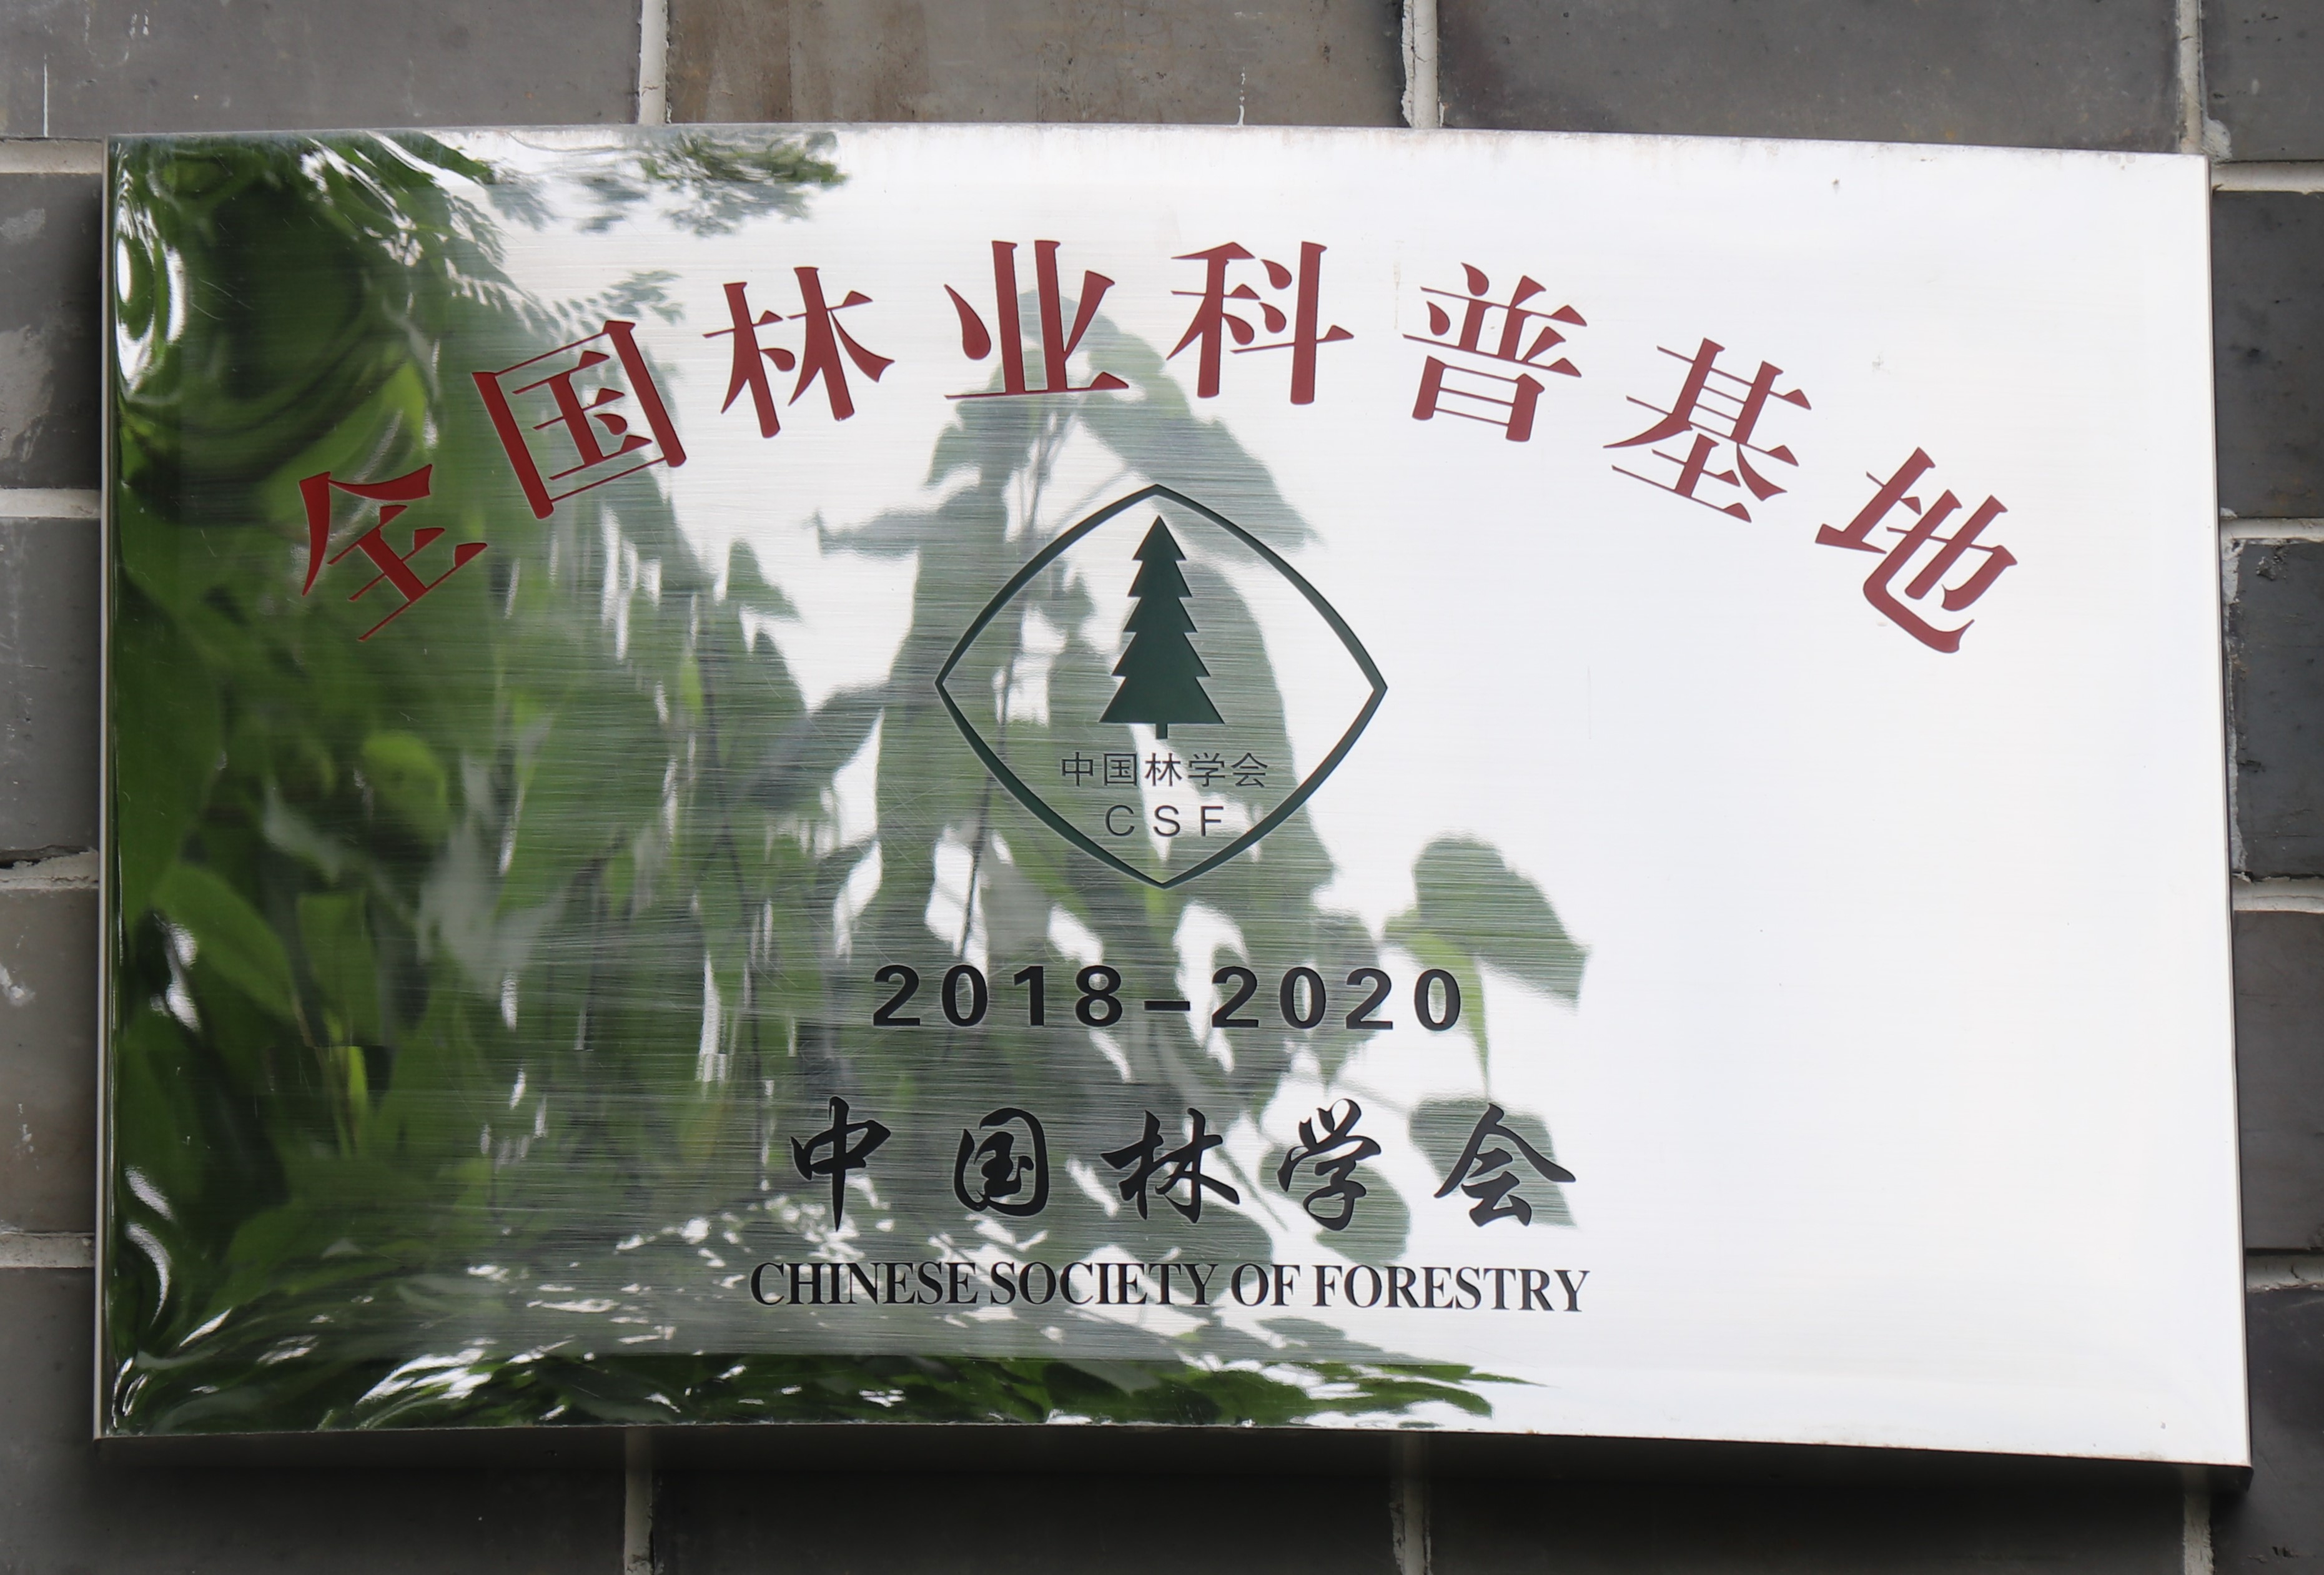 全国林业科普基地
中国林学会
CSF
2018-2020
中国林学会
CHINESE SOCIETY OF FORESTRY